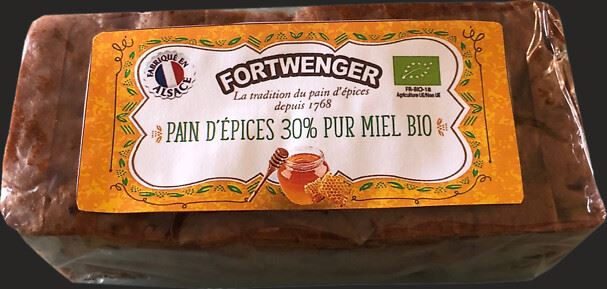 FABRIQUÉ EN
ALSACE
FORTWENGER
La tradition du pain d'épices
depuis 1768
FR-BIO-18
Agriculture UE/Non UE
PAIN D'ÉPICES 30% PUR MIEL BIO